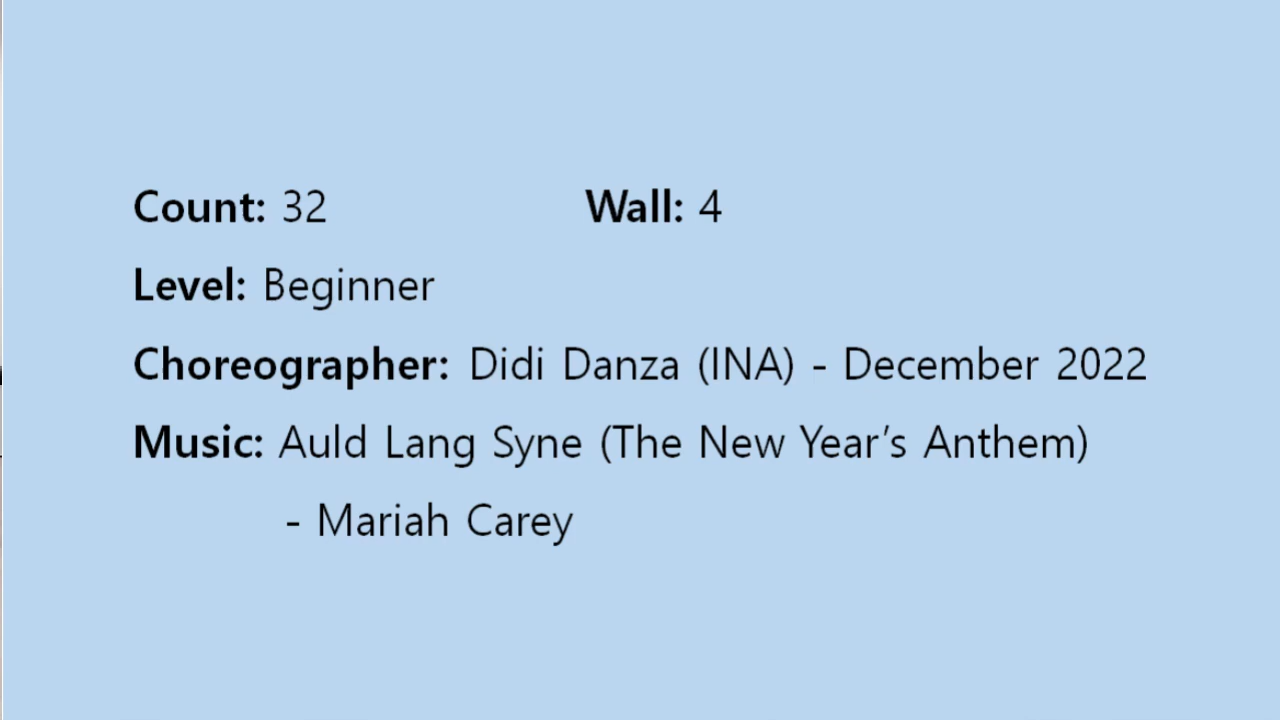 Count: 32 Wall: 4
Level: Beginner
Choreographer: Didi Danza (INA) - December 2022
Music: Auld Lang Syne (The New Year’s Anthem)
- Mariah Carey